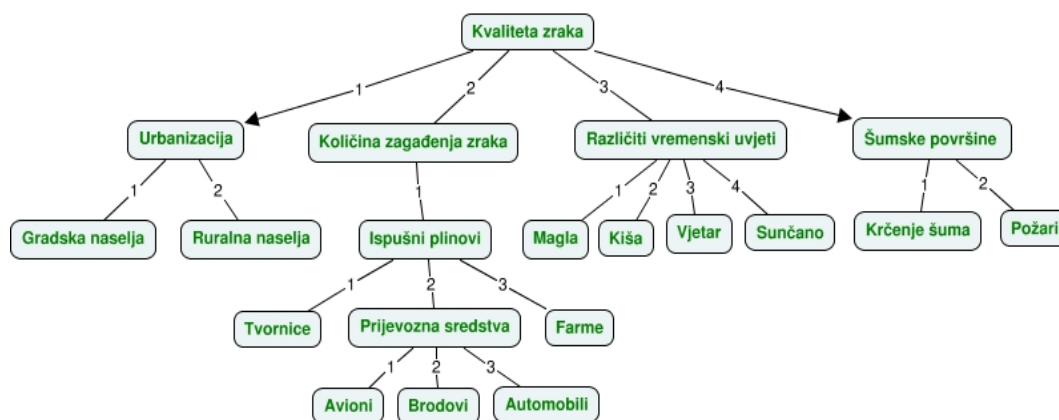 Kvaliteta zraka
1
2
3
4
Urbanizacija
Količina zagađenja zraka
Različiti vremenski uvjeti
Šumske površine
1
2
1
1
2
3
4
1
2
Gradska naselja
Ruralna naselja
Ispušni plinovi
Magla
Kiša
Vjetar
Sunčano
Krčenje šuma
Požari
1
2
3
Tvornice
Prijevozna sredstva
Farme
1
2
3
Avioni
Brodovi
Automobili